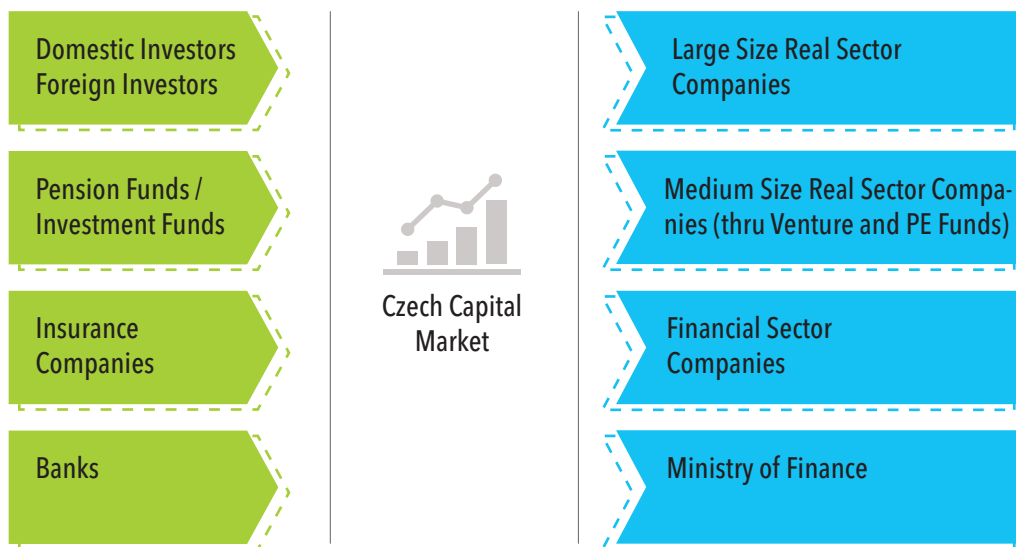 Domestic Investors
Foreign Investors
Pension Funds /
Investment Funds
Insurance
Companies
Banks
Czech Capital
Market
Large Size Real Sector
Companies
Medium Size Real Sector Compa-
nies (thru Venture and PE Funds)
Financial Sector
Companies
Ministry of Finance